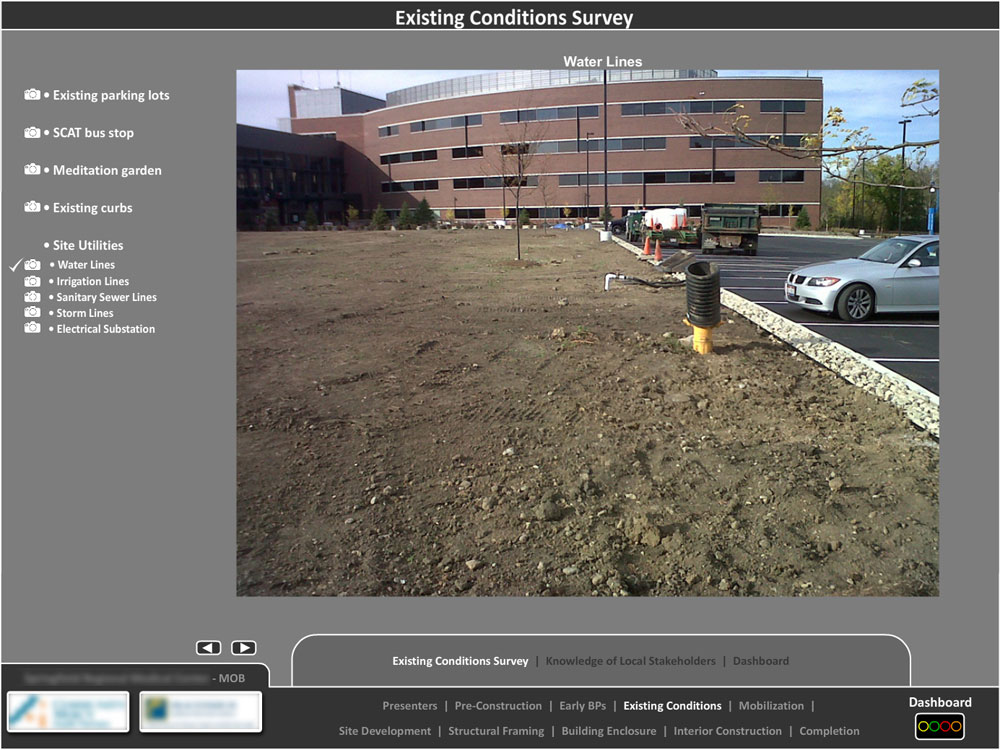 Existing Conditions Survey
Water Lines
• Existing parking lots
• SCAT bus stop
• Meditation garden
• Existing curbs
• Site Utilities
• Water Lines
• Irrigation Lines
• Sanitary Sewer Lines
• Storm Lines
• Electrical Substation
Existing Conditions Survey | Knowledge of Local Stakeholders | Dashboard
- MOB
Presenters | Pre-Construction | Early BPs | Existing Conditions | Mobilization |
Site Development | Structural Framing | Building Enclosure | Interior Construction | Completion
Dashboard